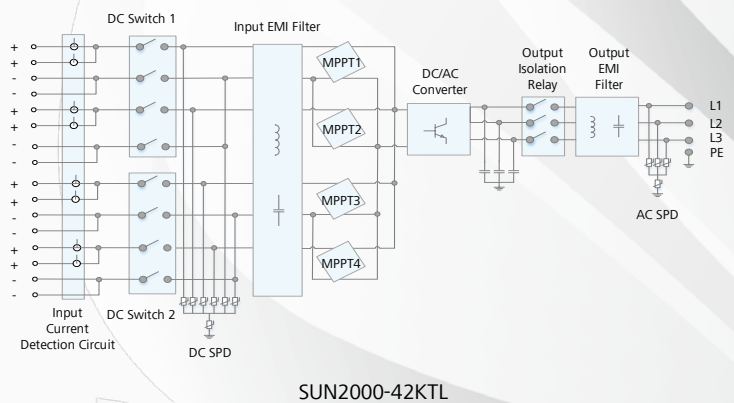 DC Switch 1
Input EMI Filter
+
+
-
-
+
+
-
-
+
+
-
-
+
+
-
-
MPPT1
MPPT2
MPPT3
MPPT4
DC/AC
Converter
Output
Isolation
Relay
Output
EMI
Filter
L1
L2
L3
PE
AC SPD
Input
Current
Detection Circuit
DC Switch 2
DC SPD
SUN2000-42KTL